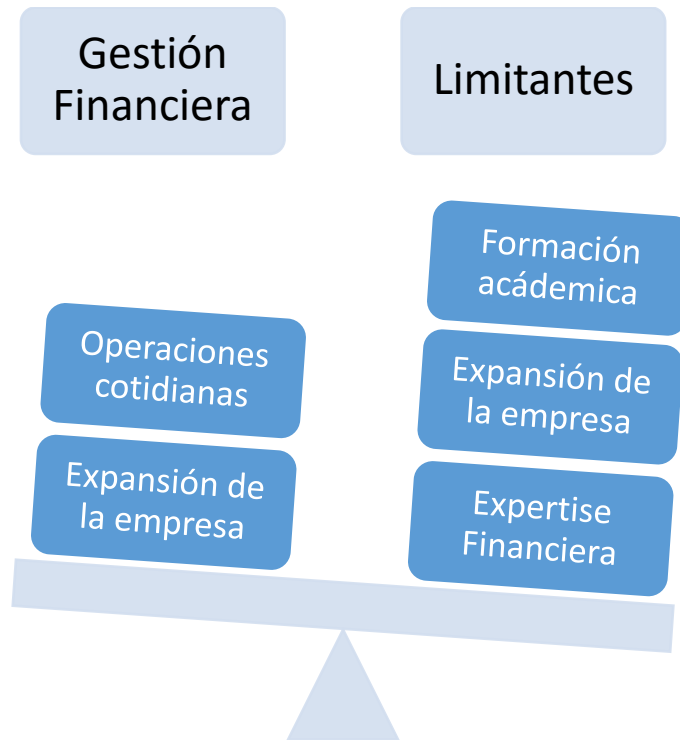 Gestión
Financiera
Limitantes
Operaciones
cotidianas
Expansión de
la empresa
Formación
acádemica
Expansión de
la empresa
Expertise
Financiera